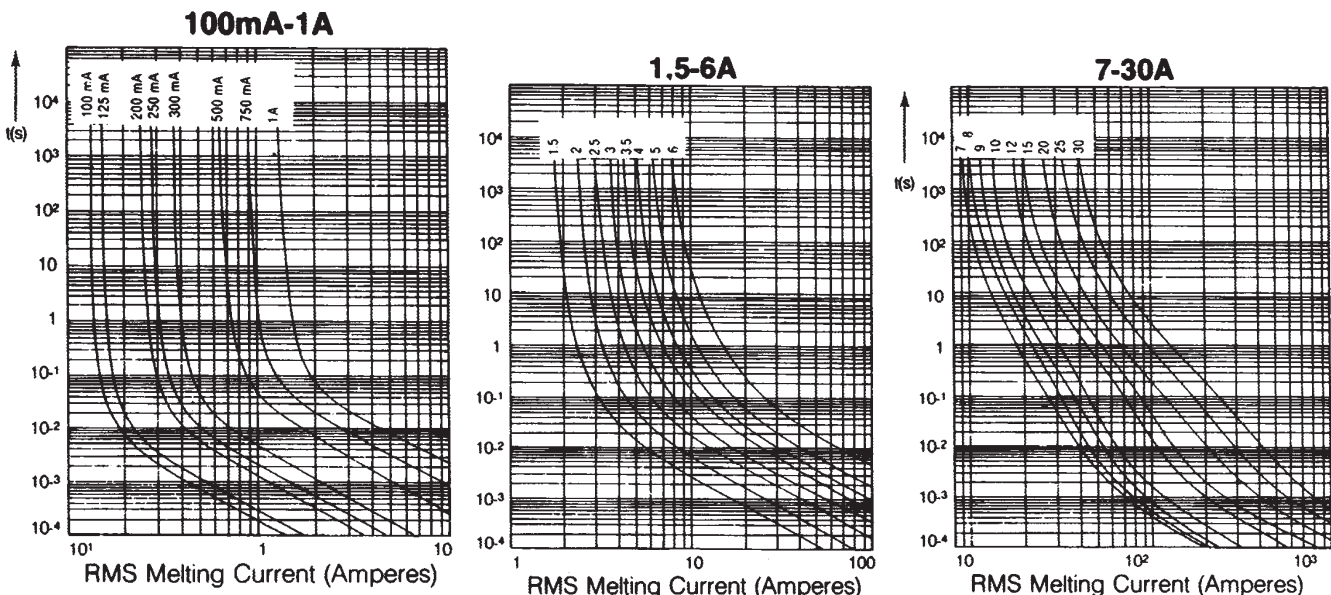 100mA-1A
t(s)
100 mA
125 mA
200 mA
250 mA
300 mA
500 mA
750 mA
1A
10⁴
10³
10²
10
1
10⁻¹
10⁻²
10⁻³
10⁻⁴
10¹ 1 10
RMS Melting Current (Amperes)
1.5-6A
1.5
2
2.5
3
3.5
4
5
6
10⁴
10³
10²
10
1
10⁻¹
10⁻²
10⁻³
10⁻⁴
1 10 100
RMS Melting Current (Amperes)
7-30A
t(s)
7
8
9
10
12
15
20
25
30
10⁴
10³
10²
10
1
10⁻¹
10⁻²
10⁻³
10⁻⁴
10 10² 10³
RMS Melting Current (Amperes)